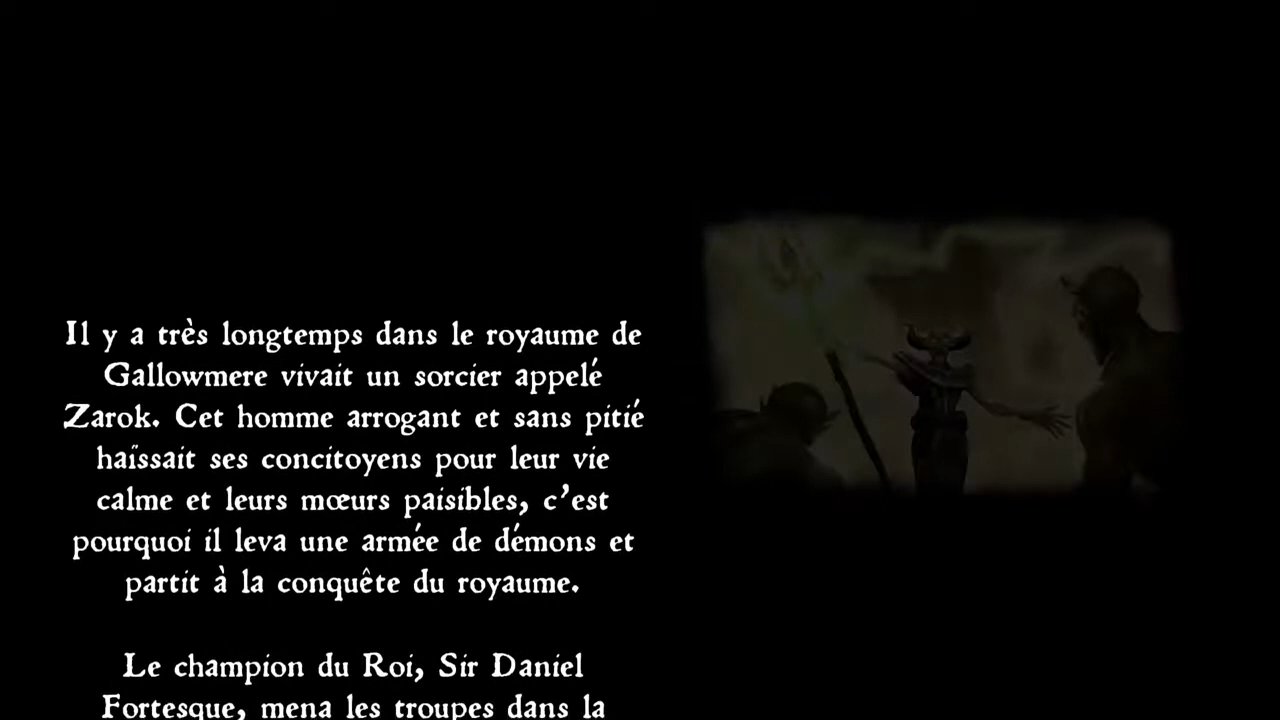 Il y a très longtemps dans le royaume de
Gallowmere vivait un sorcier appelé
Zarok. Cet homme arrogant et sans pitié
haïssait ses concitoyens pour leur vie
calme et leurs mœurs paisibles, c'est
pourquoi il leva une armée de démons et
partit à la conquête du royaume.
Le champion du Roi, Sir Daniel
Fortesque, mena les troupes dans la